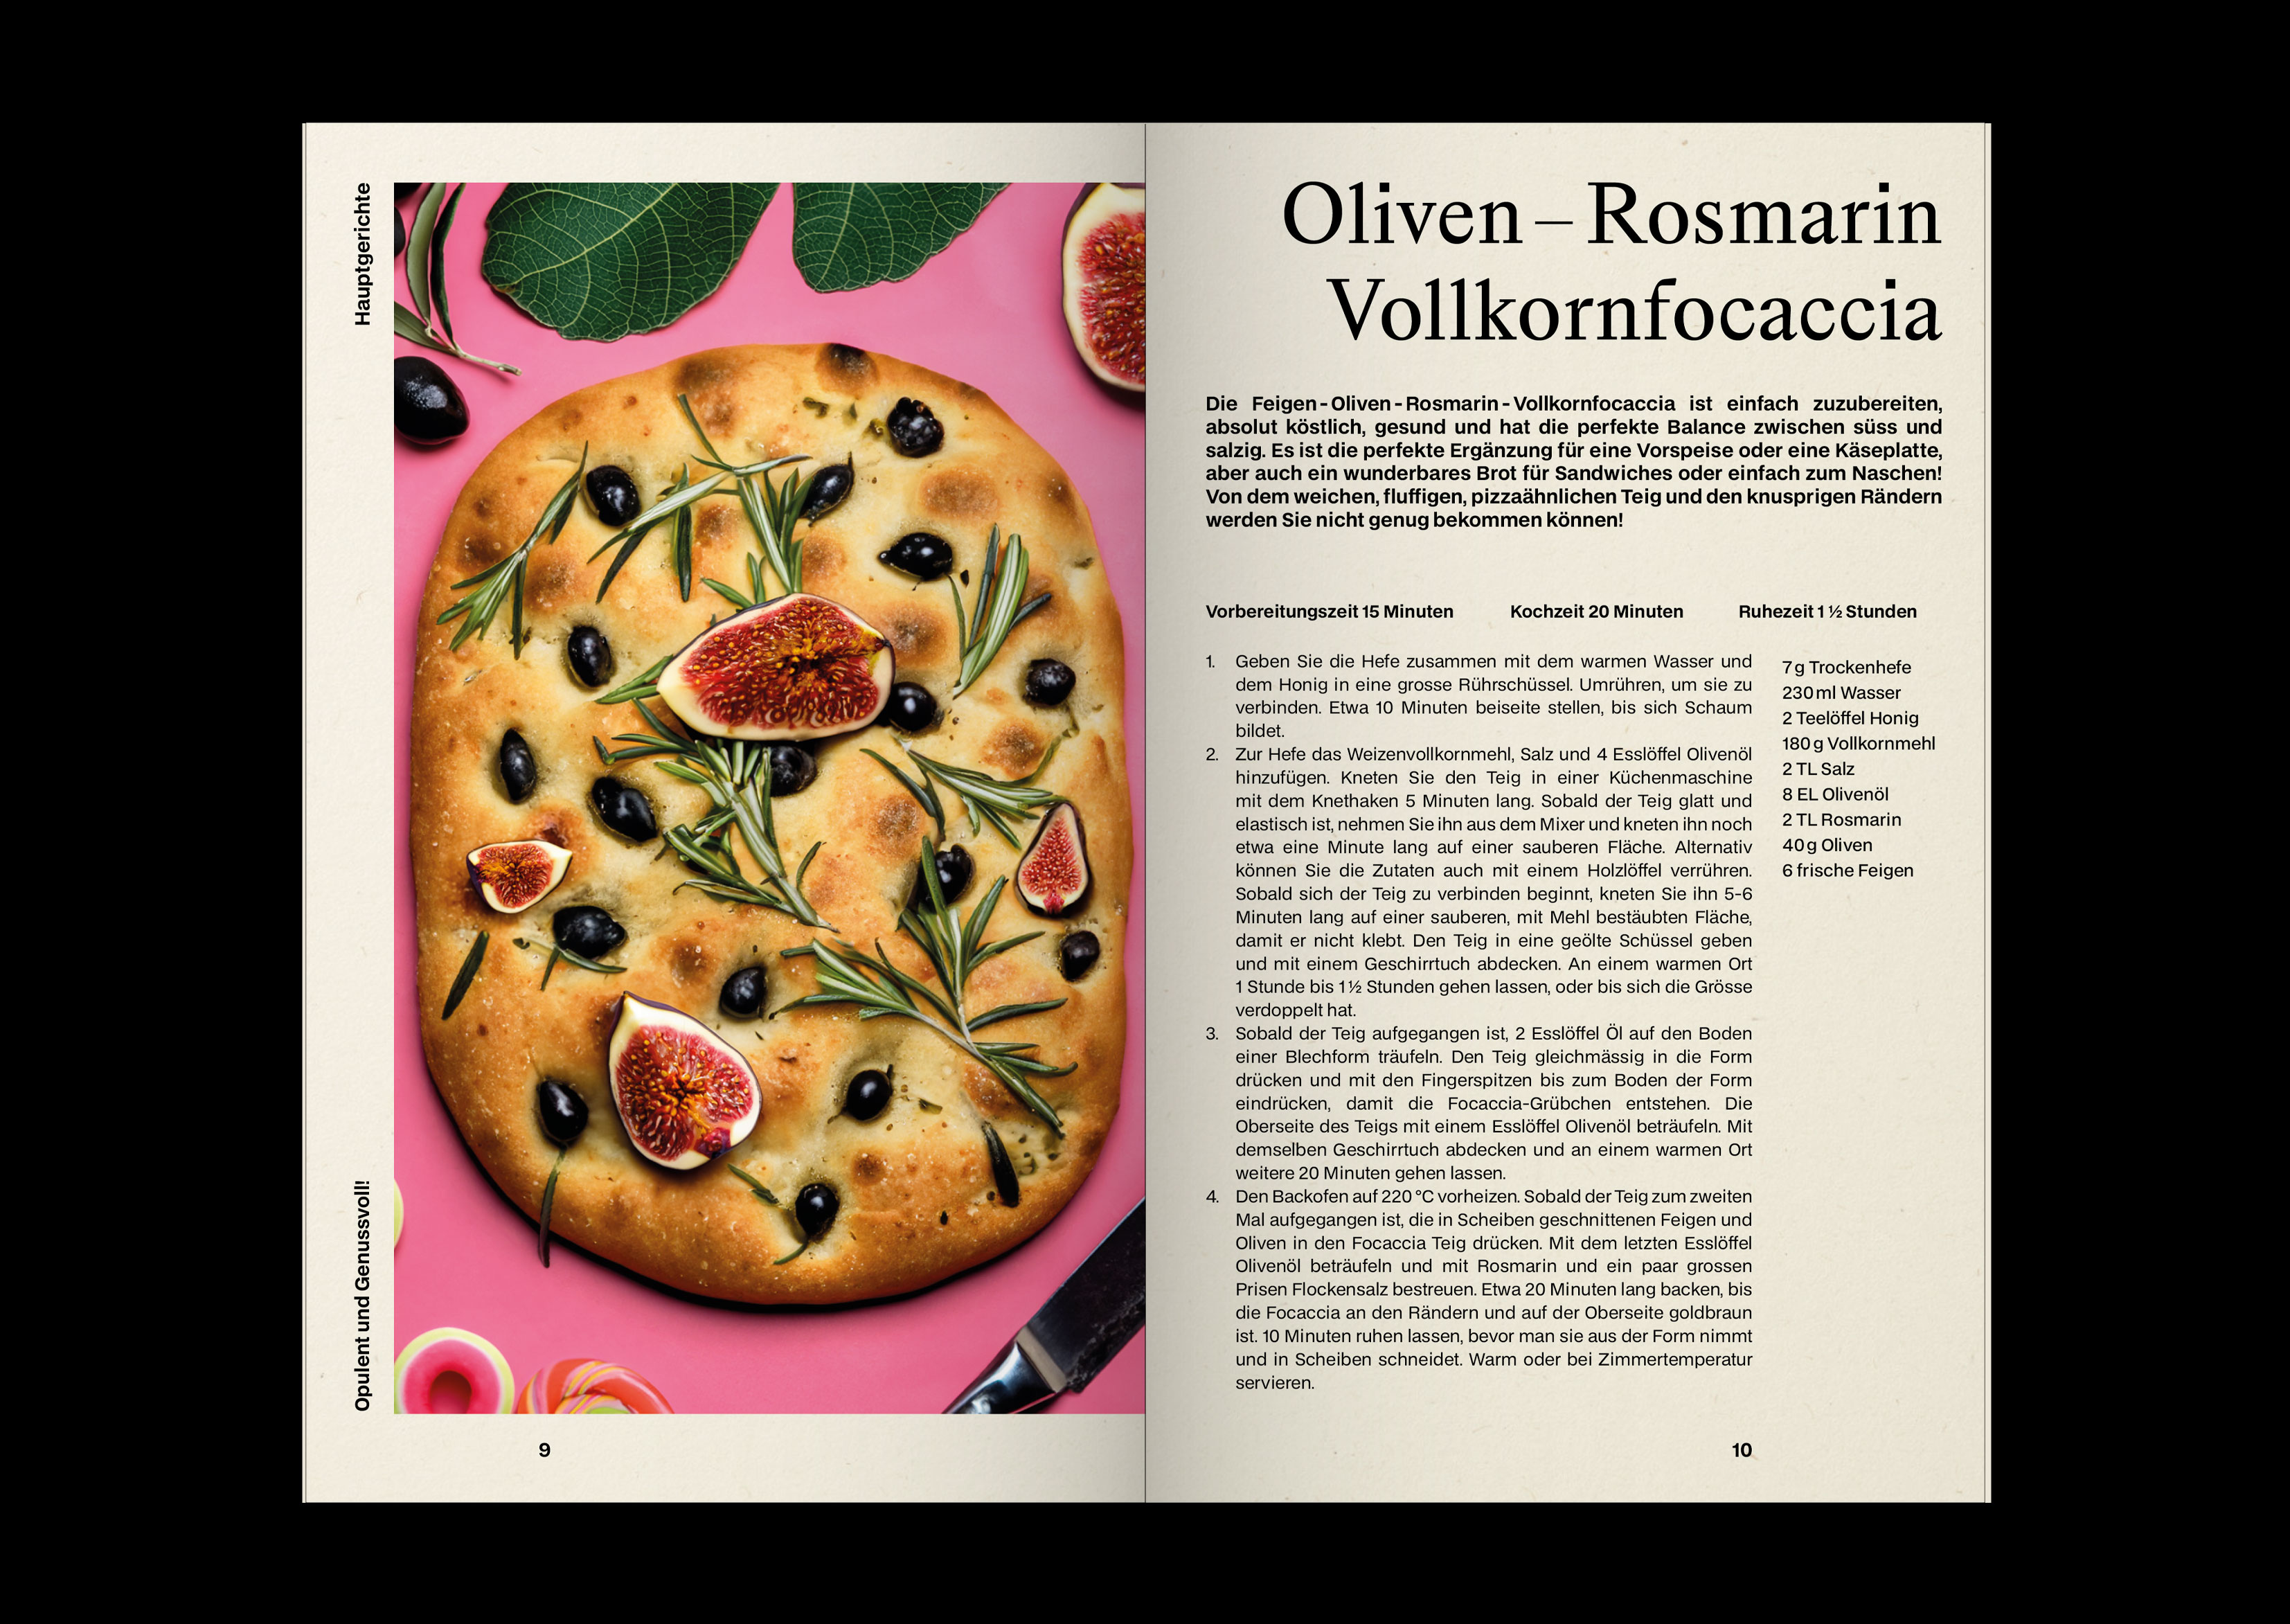 Hauptgerichte
Opulent und Genussvoll!
9
Oliven – Rosmarin
Vollkornfocaccia
Die Feigen - Oliven - Rosmarin - Vollkornfocaccia ist einfach zuzubereiten,
absolut köstlich, gesund und hat die perfekte Balance zwischen süss und
salzig. Es ist die perfekte Ergänzung für eine Vorspeise oder eine Käseplatte,
aber auch ein wunderbares Brot für Sandwiches oder einfach zum Naschen!
Von dem weichen, fluffigen, pizzaähnlichen Teig und den knusprigen Rändern
werden Sie nicht genug bekommen können!
Vorbereitungszeit 15 Minuten Kochzeit 20 Minuten Ruhezeit 1 ½ Stunden
1. Geben Sie die Hefe zusammen mit dem warmen Wasser und
dem Honig in eine grosse Rührschüssel. Umrühren, um sie zu
verbinden. Etwa 10 Minuten beiseite stellen, bis sich Schaum
bildet.
2. Zur Hefe das Weizenvollkornmehl, Salz und 4 Esslöffel Olivenöl
hinzufügen. Kneten Sie den Teig in einer Küchenmaschine
mit dem Knethaken 5 Minuten lang. Sobald der Teig glatt und
elastisch ist, nehmen Sie ihn aus dem Mixer und kneten ihn noch
etwa eine Minute lang auf einer sauberen Fläche. Alternativ
können Sie die Zutaten auch mit einem Holzlöffel verrühren.
Sobald sich der Teig zu verbinden beginnt, kneten Sie ihn 5-6
Minuten lang auf einer sauberen, mit Mehl bestäubten Fläche,
damit er nicht klebt. Den Teig in eine geölte Schüssel geben
und mit einem Geschirrtuch abdecken. An einem warmen Ort
1 Stunde bis 1 ½ Stunden gehen lassen, oder bis sich die Grösse
verdoppelt hat.
3. Sobald der Teig aufgegangen ist, 2 Esslöffel Öl auf den Boden
einer Blechform träufeln. Den Teig gleichmässig in die Form
drücken und mit den Fingerspitzen bis zum Boden der Form
eindrücken, damit die Focaccia-Grübchen entstehen. Die
Oberseite des Teigs mit einem Esslöffel Olivenöl beträufeln. Mit
demselben Geschirrtuch abdecken und an einem warmen Ort
weitere 20 Minuten gehen lassen.
4. Den Backofen auf 220 °C vorheizen. Sobald der Teig zum zweiten
Mal aufgegangen ist, die in Scheiben geschnittenen Feigen und
Oliven in den Focaccia Teig drücken. Mit dem letzten Esslöffel
Olivenöl beträufeln und mit Rosmarin und ein paar grossen
Prisen Flockensalz bestreuen. Etwa 20 Minuten lang backen, bis
die Focaccia an den Rändern und auf der Oberseite goldbraun
ist. 10 Minuten ruhen lassen, bevor man sie aus der Form nimmt
und in Scheiben schneidet. Warm oder bei Zimmertemperatur
servieren.
7 g Trockenhefe
230 ml Wasser
2 Teelöffel Honig
180 g Vollkornmehl
2 TL Salz
8 EL Olivenöl
2 TL Rosmarin
40 g Oliven
6 frische Feigen
10